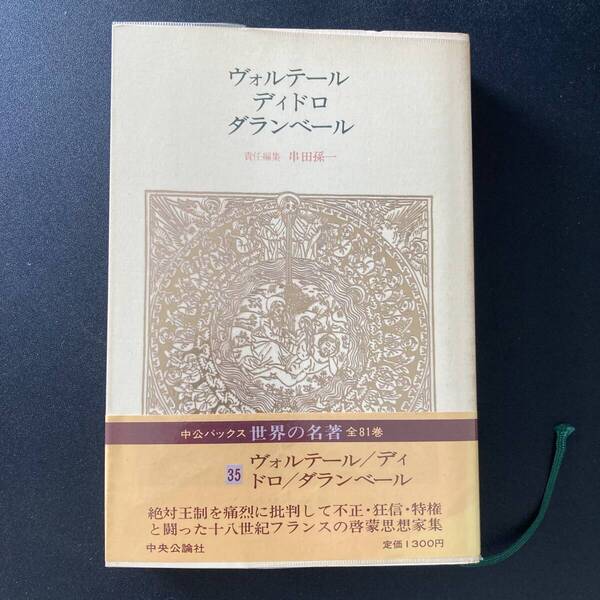 ヴォルテール
ディドロ
ダランベール
責任編集 串田孫一
中公バックス 世界の名著 全81巻
35 ヴォルテール/ディ
ドロ/ダランベール
絶対王制を痛烈に批判して不正・狂信・特権
と闘った十八世紀フランスの啓蒙思想家集
中央公論社 定価1300円